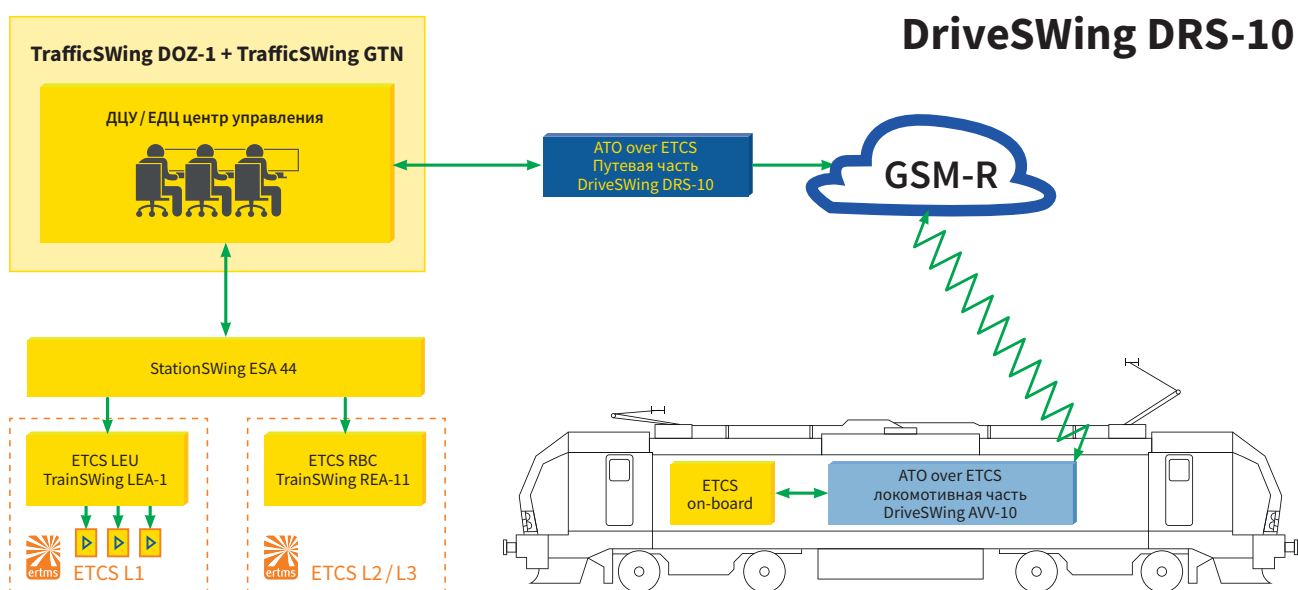 DriveSWing DRS-10
TrafficSWing DOZ-1 + TrafficSWing GTN
ДЦУ / ЕДЦ центр управления
ATO over ETCS
Путевая часть
DriveSWing DRS-10
GSM-R
StationSWing ESA 44
ETCS LEU
TrainSWing LEA-1
ETCS RBC
TrainSWing REA-11
ETCS
on-board
ATO over ETCS
локомотивная часть
DriveSWing AVV-10
ertms
ETCS L1
ertms
ETCS L2 / L3